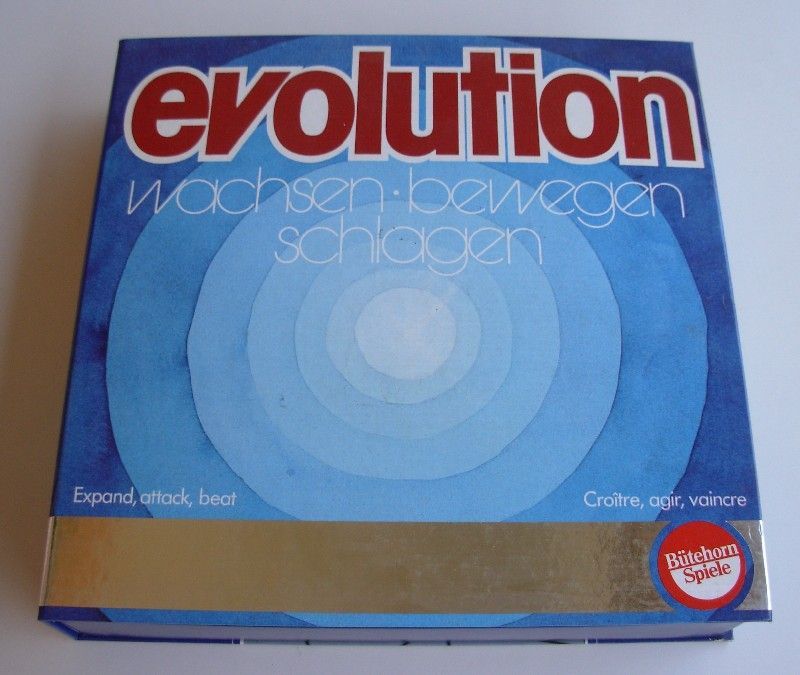 evolution
wachsen · bewegen
schlagen
Expand, attack, beat
Croître, agir, vaincre
Bütehorn
Spiele